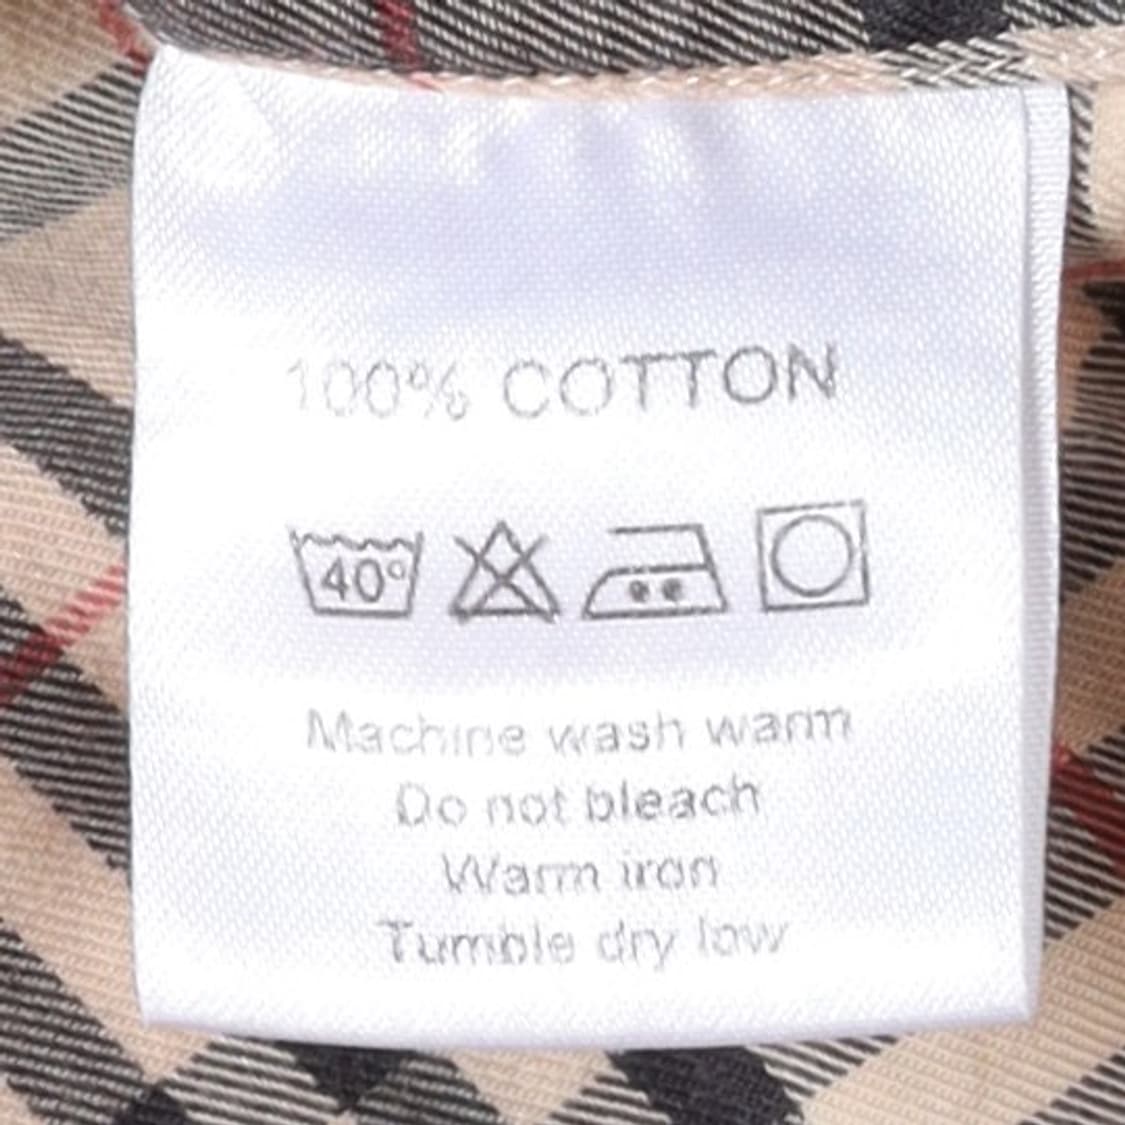 100% COTTON
40°
Machine wash warm
Do not bleach
Warm iron
Tumble dry low